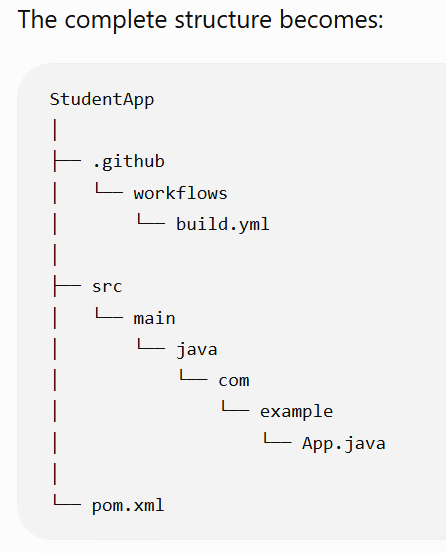 The complete structure becomes:
StudentApp
│
├── .github
│   └── workflows
│       └── build.yml
│
├── src
│   └── main
│       └── java
│           └── com
│               └── example
│                   └── App.java
│
└── pom.xml